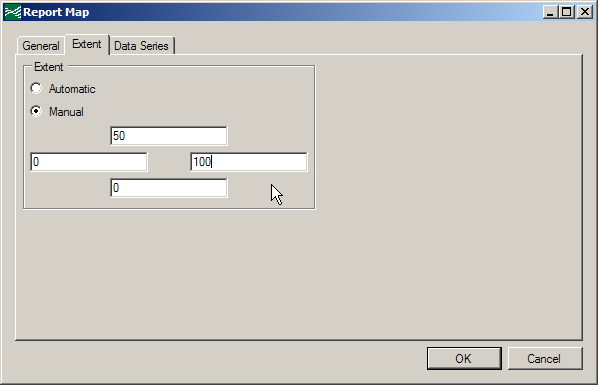 Report Map
General Extent Data Series
Extent
Automatic
Manual
50
0 100
0
OK Cancel